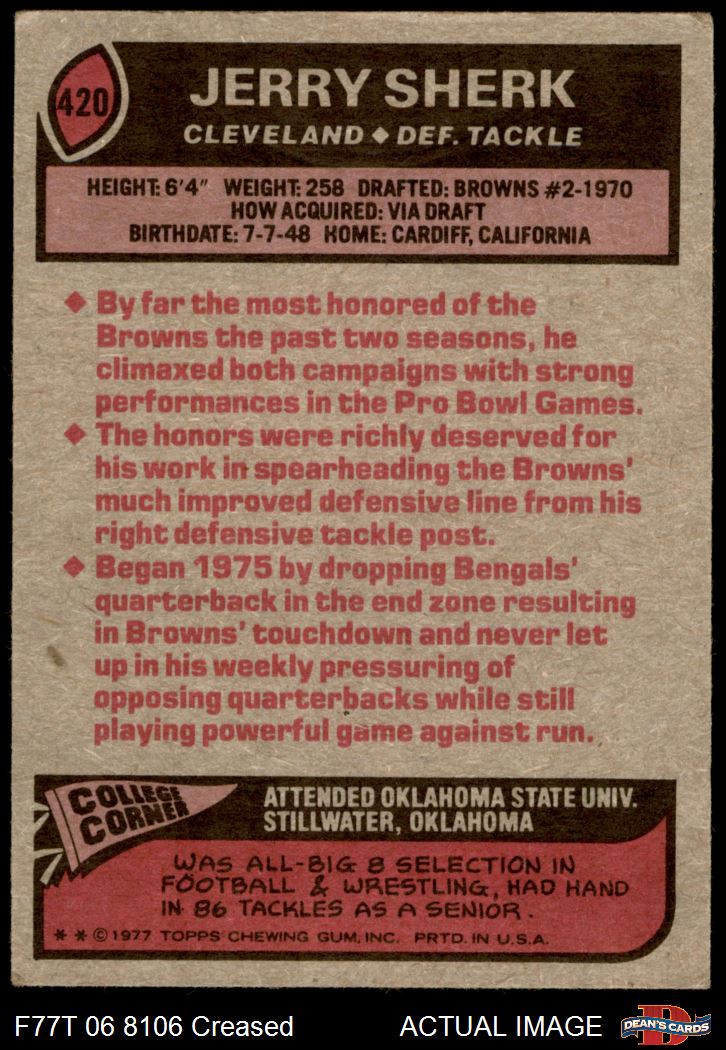 420
JERRY SHERK
CLEVELAND ◆ DEF. TACKLE
HEIGHT: 6'4" WEIGHT: 258 DRAFTED: BROWNS #2-1970
HOW ACQUIRED: VIA DRAFT
BIRTHDATE: 7-7-48 HOME: CARDIFF, CALIFORNIA
◆ By far the most honored of the
Browns the past two seasons, he
climaxed both campaigns with strong
performances in the Pro Bowl Games.
◆ The honors were richly deserved for
his work in spearheading the Browns'
much improved defensive line from his
right defensive tackle post.
◆ Began 1975 by dropping Bengals'
quarterback in the end zone resulting
in Browns' touchdown and never let
up in his weekly pressuring of
opposing quarterbacks while still
playing powerful game against run.
COLLEGE
CORNER
ATTENDED OKLAHOMA STATE UNIV.
STILLWATER, OKLAHOMA
WAS ALL-BIG 8 SELECTION IN
FOOTBALL & WRESTLING, HAD HAND
IN 86 TACKLES AS A SENIOR.
* * © 1977 TOPPS CHEWING GUM, INC. PRTD. IN U.S.A.
F77T 06 8106 Creased
ACTUAL IMAGE
D
DEAN'S CARDS